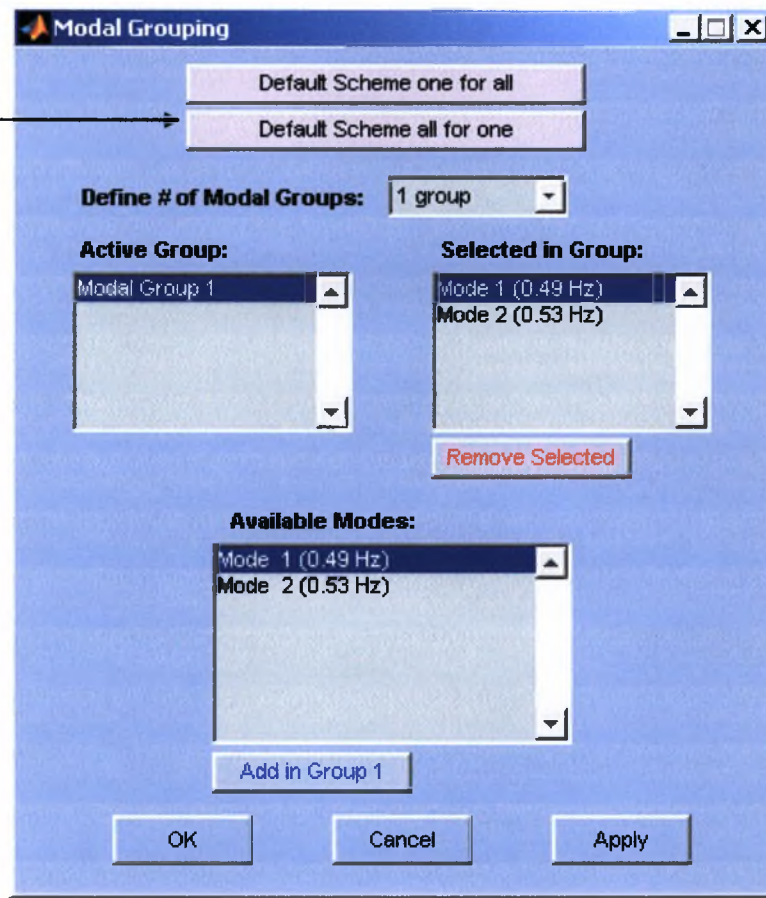 Modal Grouping
Default Scheme one for all
Default Scheme all for one
Define # of Modal Groups: 1 group
Active Group:
Modal Group 1
Selected in Group:
Mode 1 (0.49 Hz)
Mode 2 (0.53 Hz)
Remove Selected
Available Modes:
Mode 1 (0.49 Hz)
Mode 2 (0.53 Hz)
Add in Group 1
OK Cancel Apply